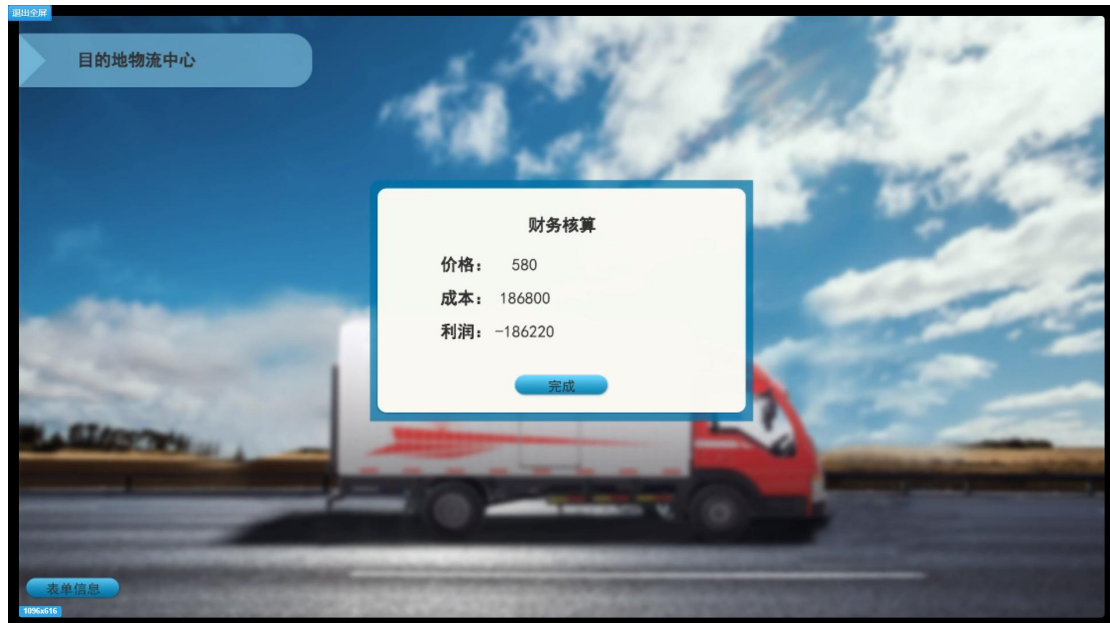 退出全屏
目的地物流中心
财务核算
价格： 580
成本： 186800
利润： -186220
完成
表单信息
1096x616